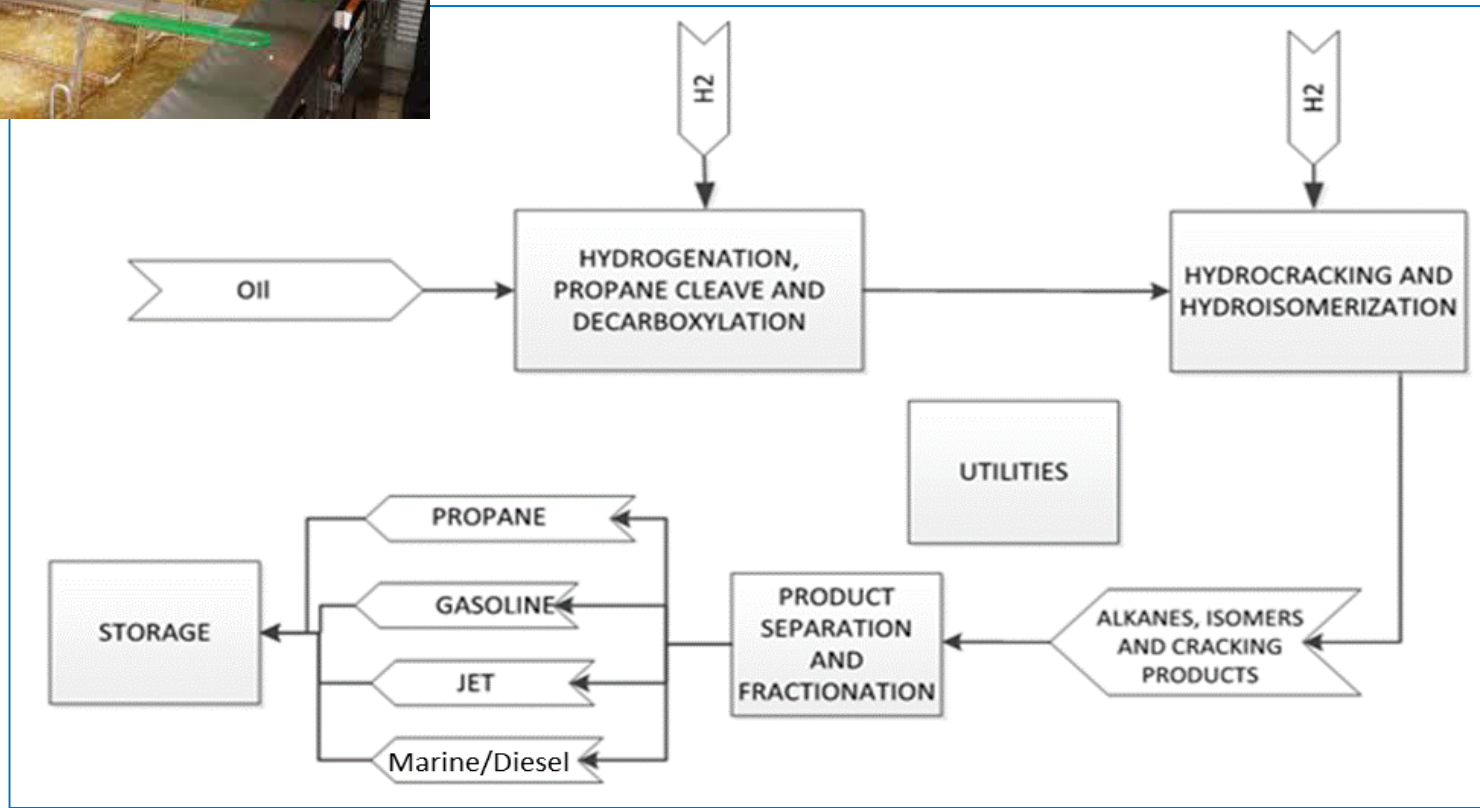 H2
H2
OIl
HYDROGENATION,
PROPANE CLEAVE AND
DECARBOXYLATION
HYDROCRACKING AND
HYDROISOMERIZATION
UTILITIES
PROPANE
GASOLINE
JET
Marine/Diesel
STORAGE
PRODUCT
SEPARATION
AND
FRACTIONATION
ALKANES, ISOMERS
AND CRACKING
PRODUCTS